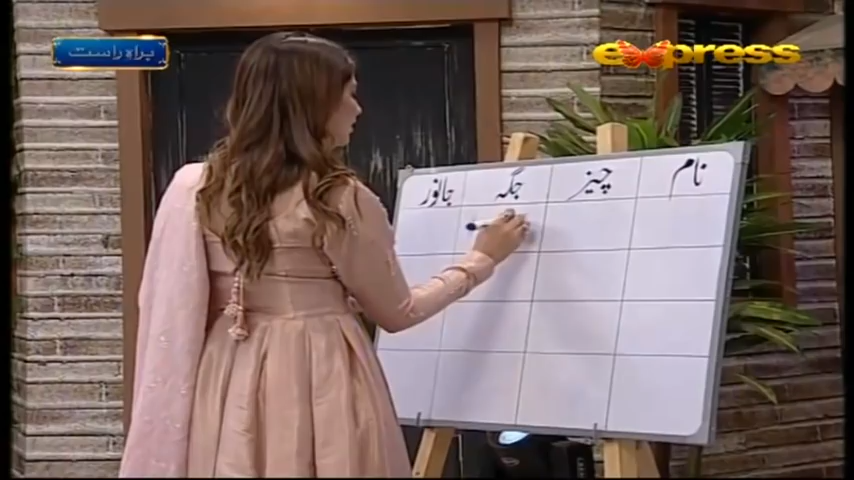 براہ راست
express
نام چیز جگہ جانور